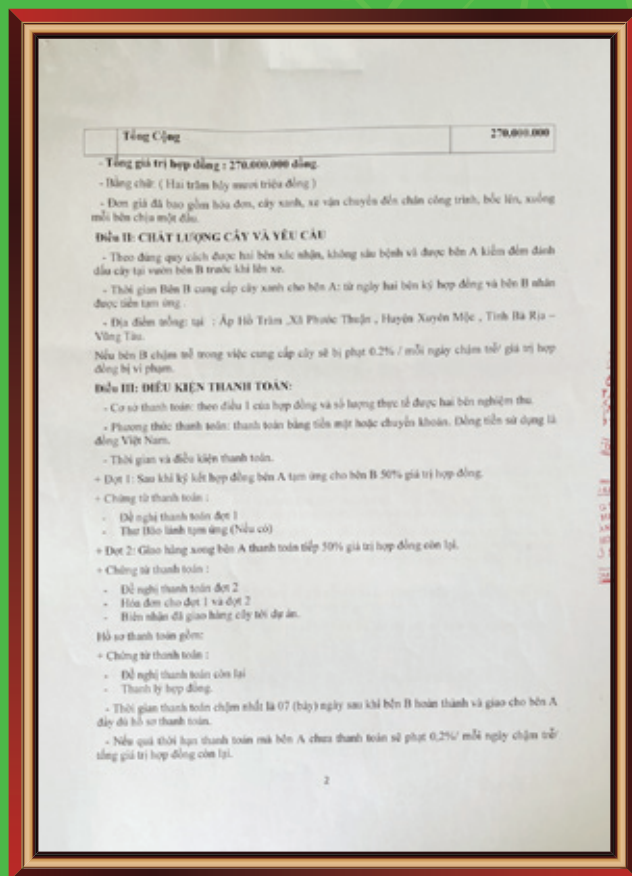 Tổng Cộng 270.000.000
- Tổng giá trị hợp đồng : 270.000.000 đồng.
- Bằng chữ: ( Hai trăm bảy mươi triệu đồng )
- Đơn giá đã bao gồm hóa đơn, cây xanh, xe vận chuyển đến chân công trình, bốc lên, xuống
mỗi bên chịu một đầu.
Điều II: CHẤT LƯỢNG CÂY VÀ YÊU CẦU
- Theo đúng quy cách được hai bên xác nhận, không sâu bệnh và được bên A kiểm đếm đánh
dấu cây tại vườn bên B trước khi lên xe.
- Thời gian Bên B cung cấp cây xanh cho bên A: từ ngày hai bên ký hợp đồng và bên B nhân
được tiền tạm ứng .
- Địa điểm trồng: tại : Ấp Hồ Tràm ,Xã Phước Thuận , Huyện Xuyên Mộc , Tỉnh Bà Rịa –
Vũng Tàu.
Nếu bên B chậm trễ trong việc cung cấp cây sẽ bị phạt 0.2% / mỗi ngày chậm trễ/ giá trị hợp
đồng bị vi phạm.
Điều III: ĐIỀU KIỆN THANH TOÁN:
- Cơ sở thanh toán: theo điều 1 của hợp đồng và số lượng thực tế được hai bên nghiệm thu.
- Phương thức thanh toán: thanh toán bằng tiền mặt hoặc chuyển khoản. Đồng tiền sử dụng là
đồng Việt Nam.
- Thời gian và điều kiện thanh toán.
+ Đợt 1: Sau khi ký kết hợp đồng bên A tạm ứng cho bên B 50% giá trị hợp đồng.
+ Chứng từ thanh toán :
- Đề nghị thanh toán đợt 1
- Thư Bảo lãnh tạm ứng (Nếu có)
+ Đợt 2: Giao hàng xong bên A thanh toán tiếp 50% giá trị hợp đồng còn lại.
+ Chứng từ thanh toán :
- Đề nghị thanh toán đợt 2
- Hóa đơn cho đợt 1 và đợt 2
- Biên nhận đã giao hàng cây tới dự án.
Hồ sơ thanh toán gồm:
+ Chứng từ thanh toán :
- Đề nghị thanh toán còn lại
- Thanh lý hợp đồng.
- Thời gian thanh toán chậm nhất là 07 (bảy) ngày sau khi bên B hoàn thành và giao cho bên A
đầy đủ hồ sơ thanh toán.
- Nếu quá thời hạn thanh toán mà bên A chưa thanh toán sẽ phạt 0,2%/ mỗi ngày chậm trễ/
tổng giá trị hợp đồng còn lại.
2